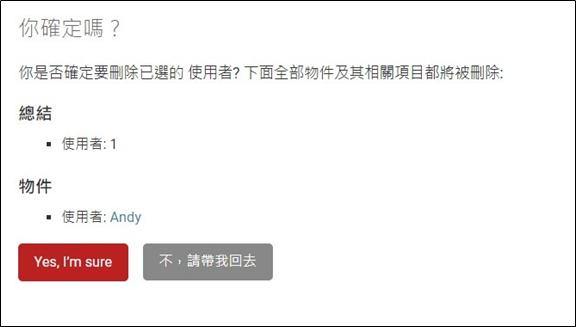 你確定嗎？
你是否確定要刪除已選的 使用者? 下面全部物件及其相關項目都將被刪除:
總結
使用者: 1
物件
使用者: Andy
Yes, I'm sure
不，請帶我回去